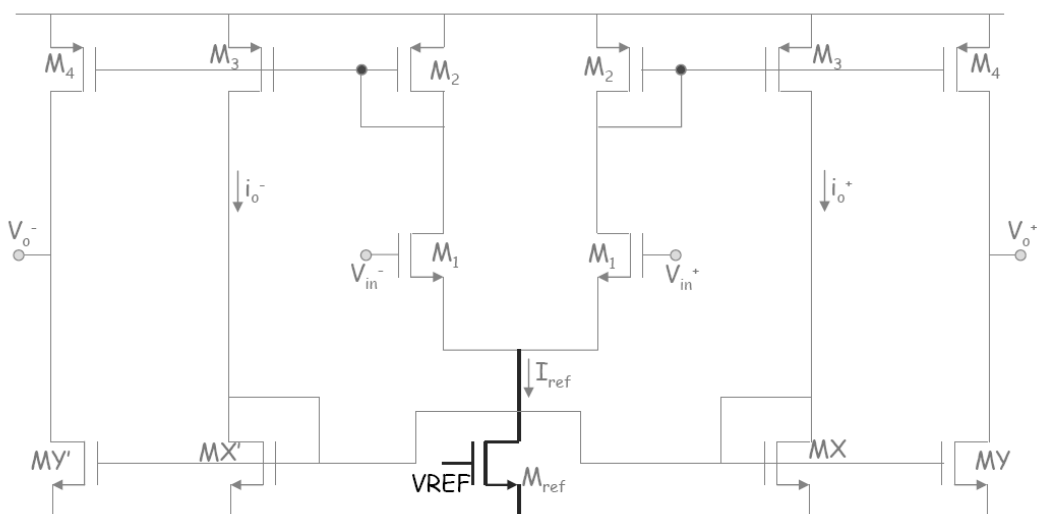 M4 M3 M2 M2 M3 M4
io- io+
Vo- M1 M1 Vo+
Vin- Vin+
Iref
MY' MX' MX MY
VREF Mref